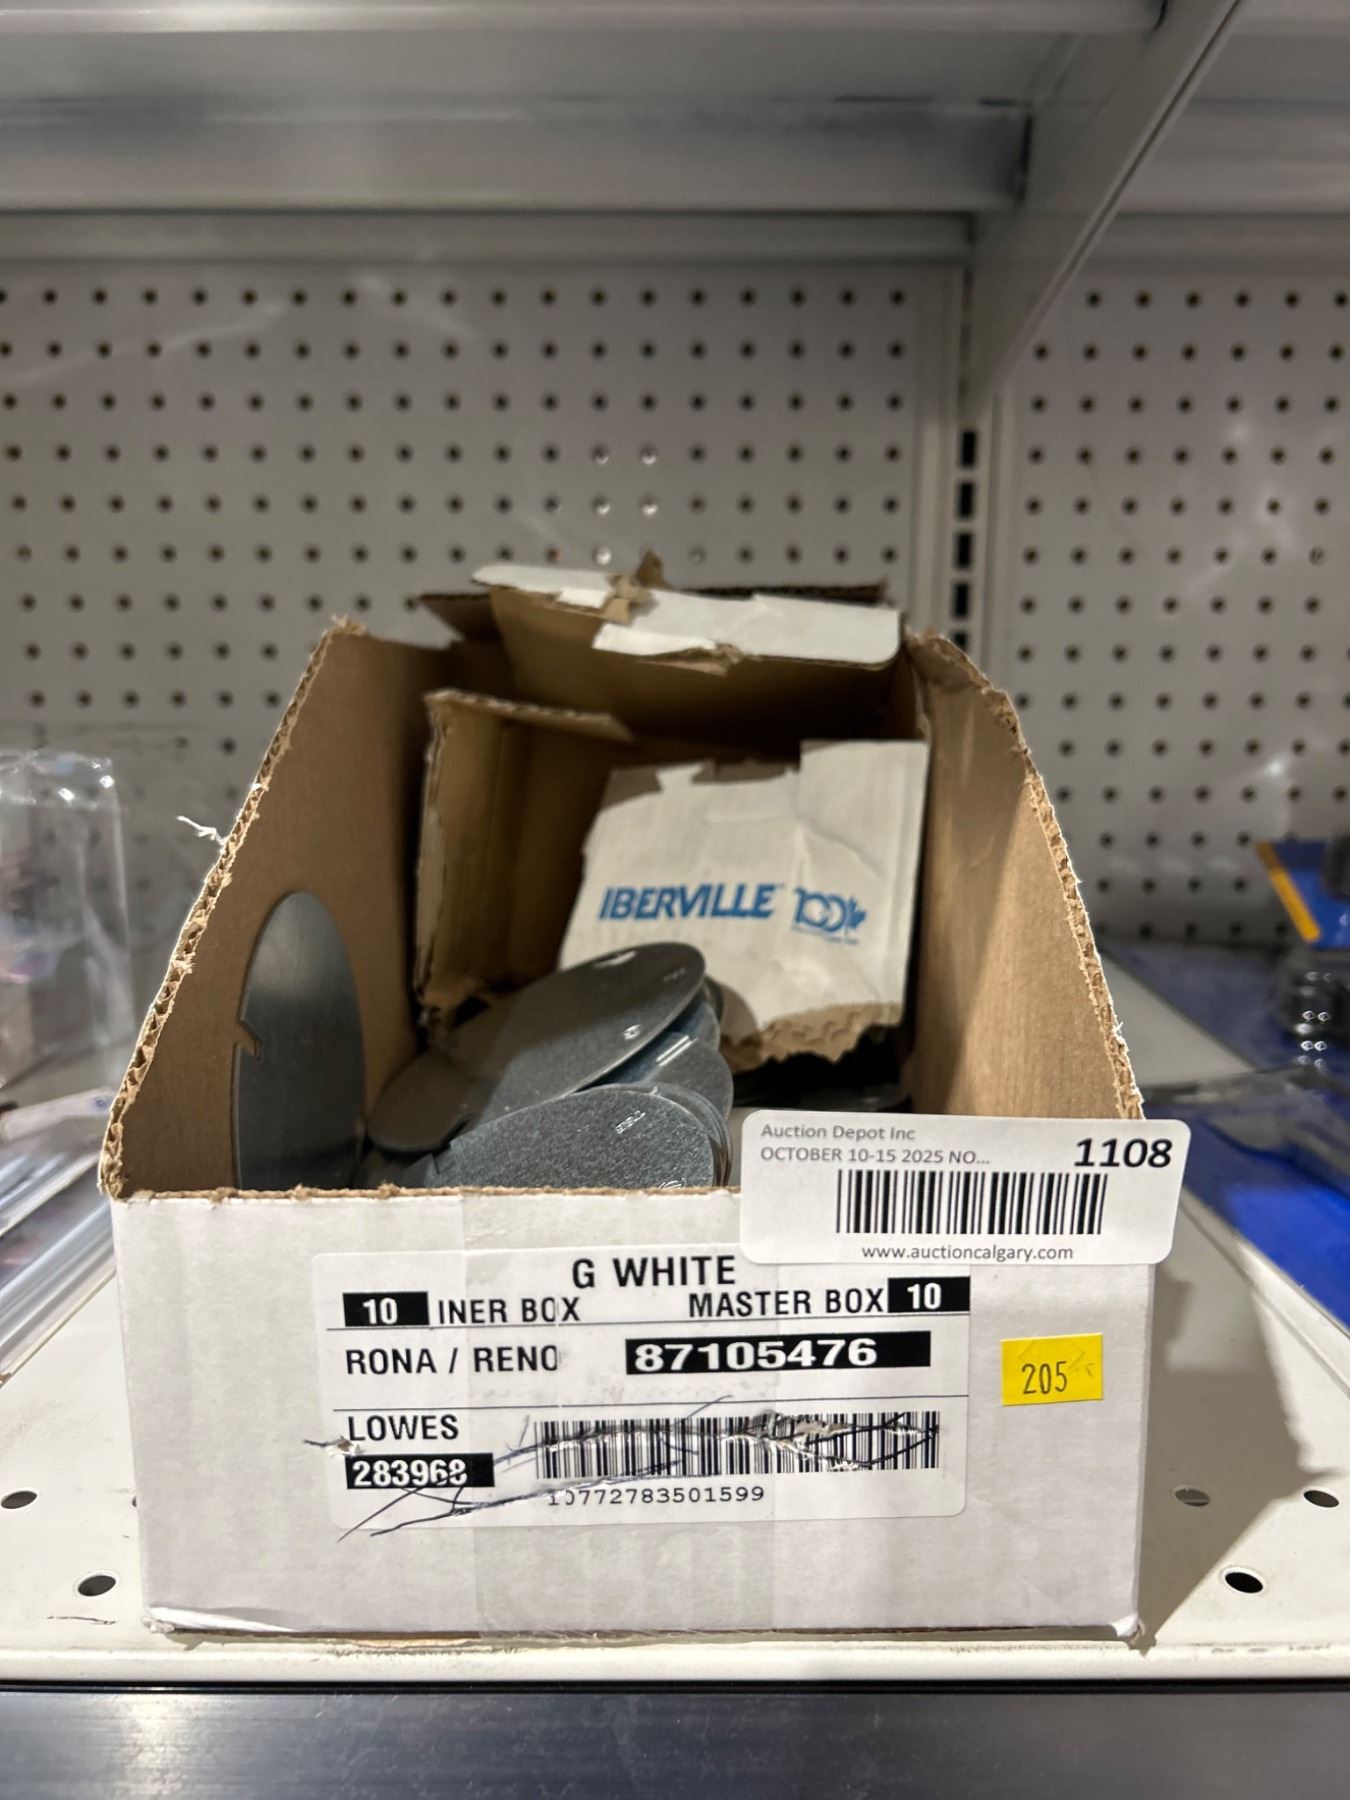 IBERVILLE 100
Auction Depot Inc
OCTOBER 10-15 2025 NO...
1108
www.auctioncalgary.com
G WHITE
10 INER BOX MASTER BOX 10
RONA / RENO 87105476
205
LOWES
283968
10772783501599